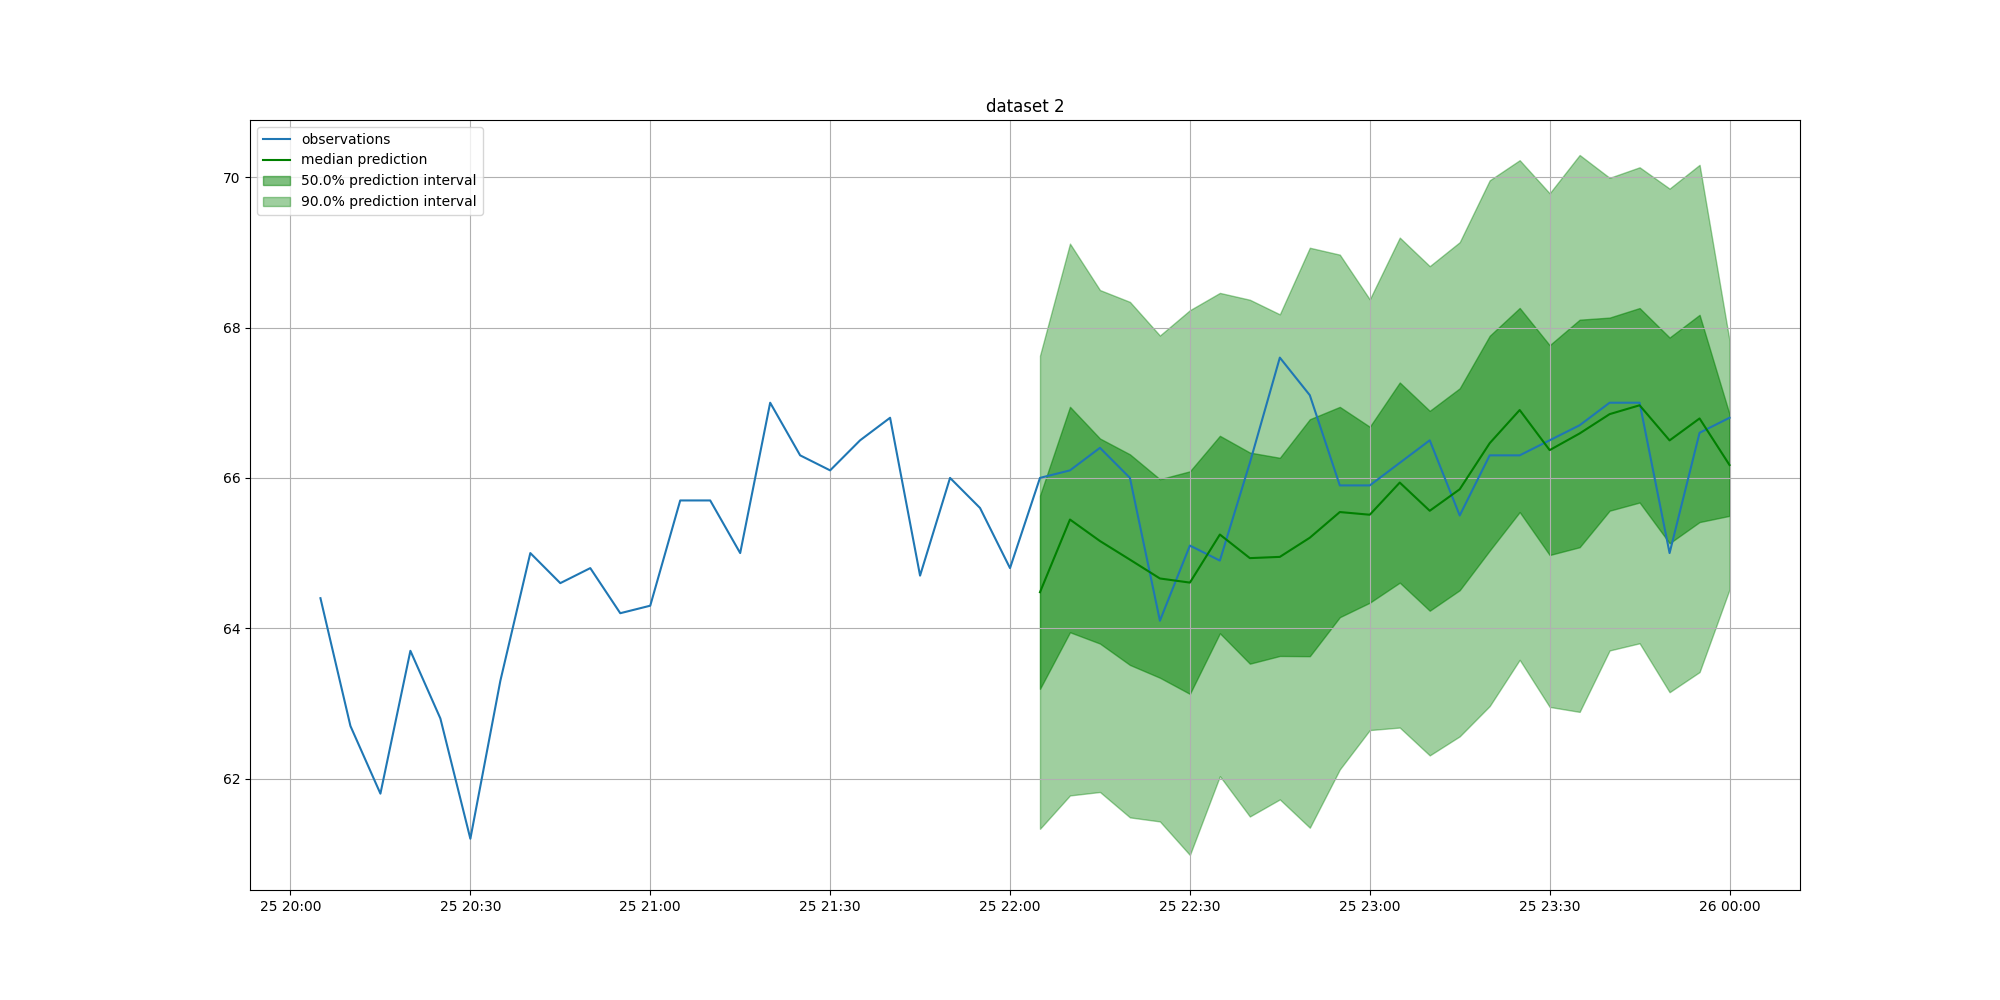 dataset 2
observations
median prediction
50.0% prediction interval
90.0% prediction interval
70
68
66
64
62
25 20:00 25 20:30 25 21:00 25 21:30 25 22:00 25 22:30 25 23:00 25 23:30 26 00:00